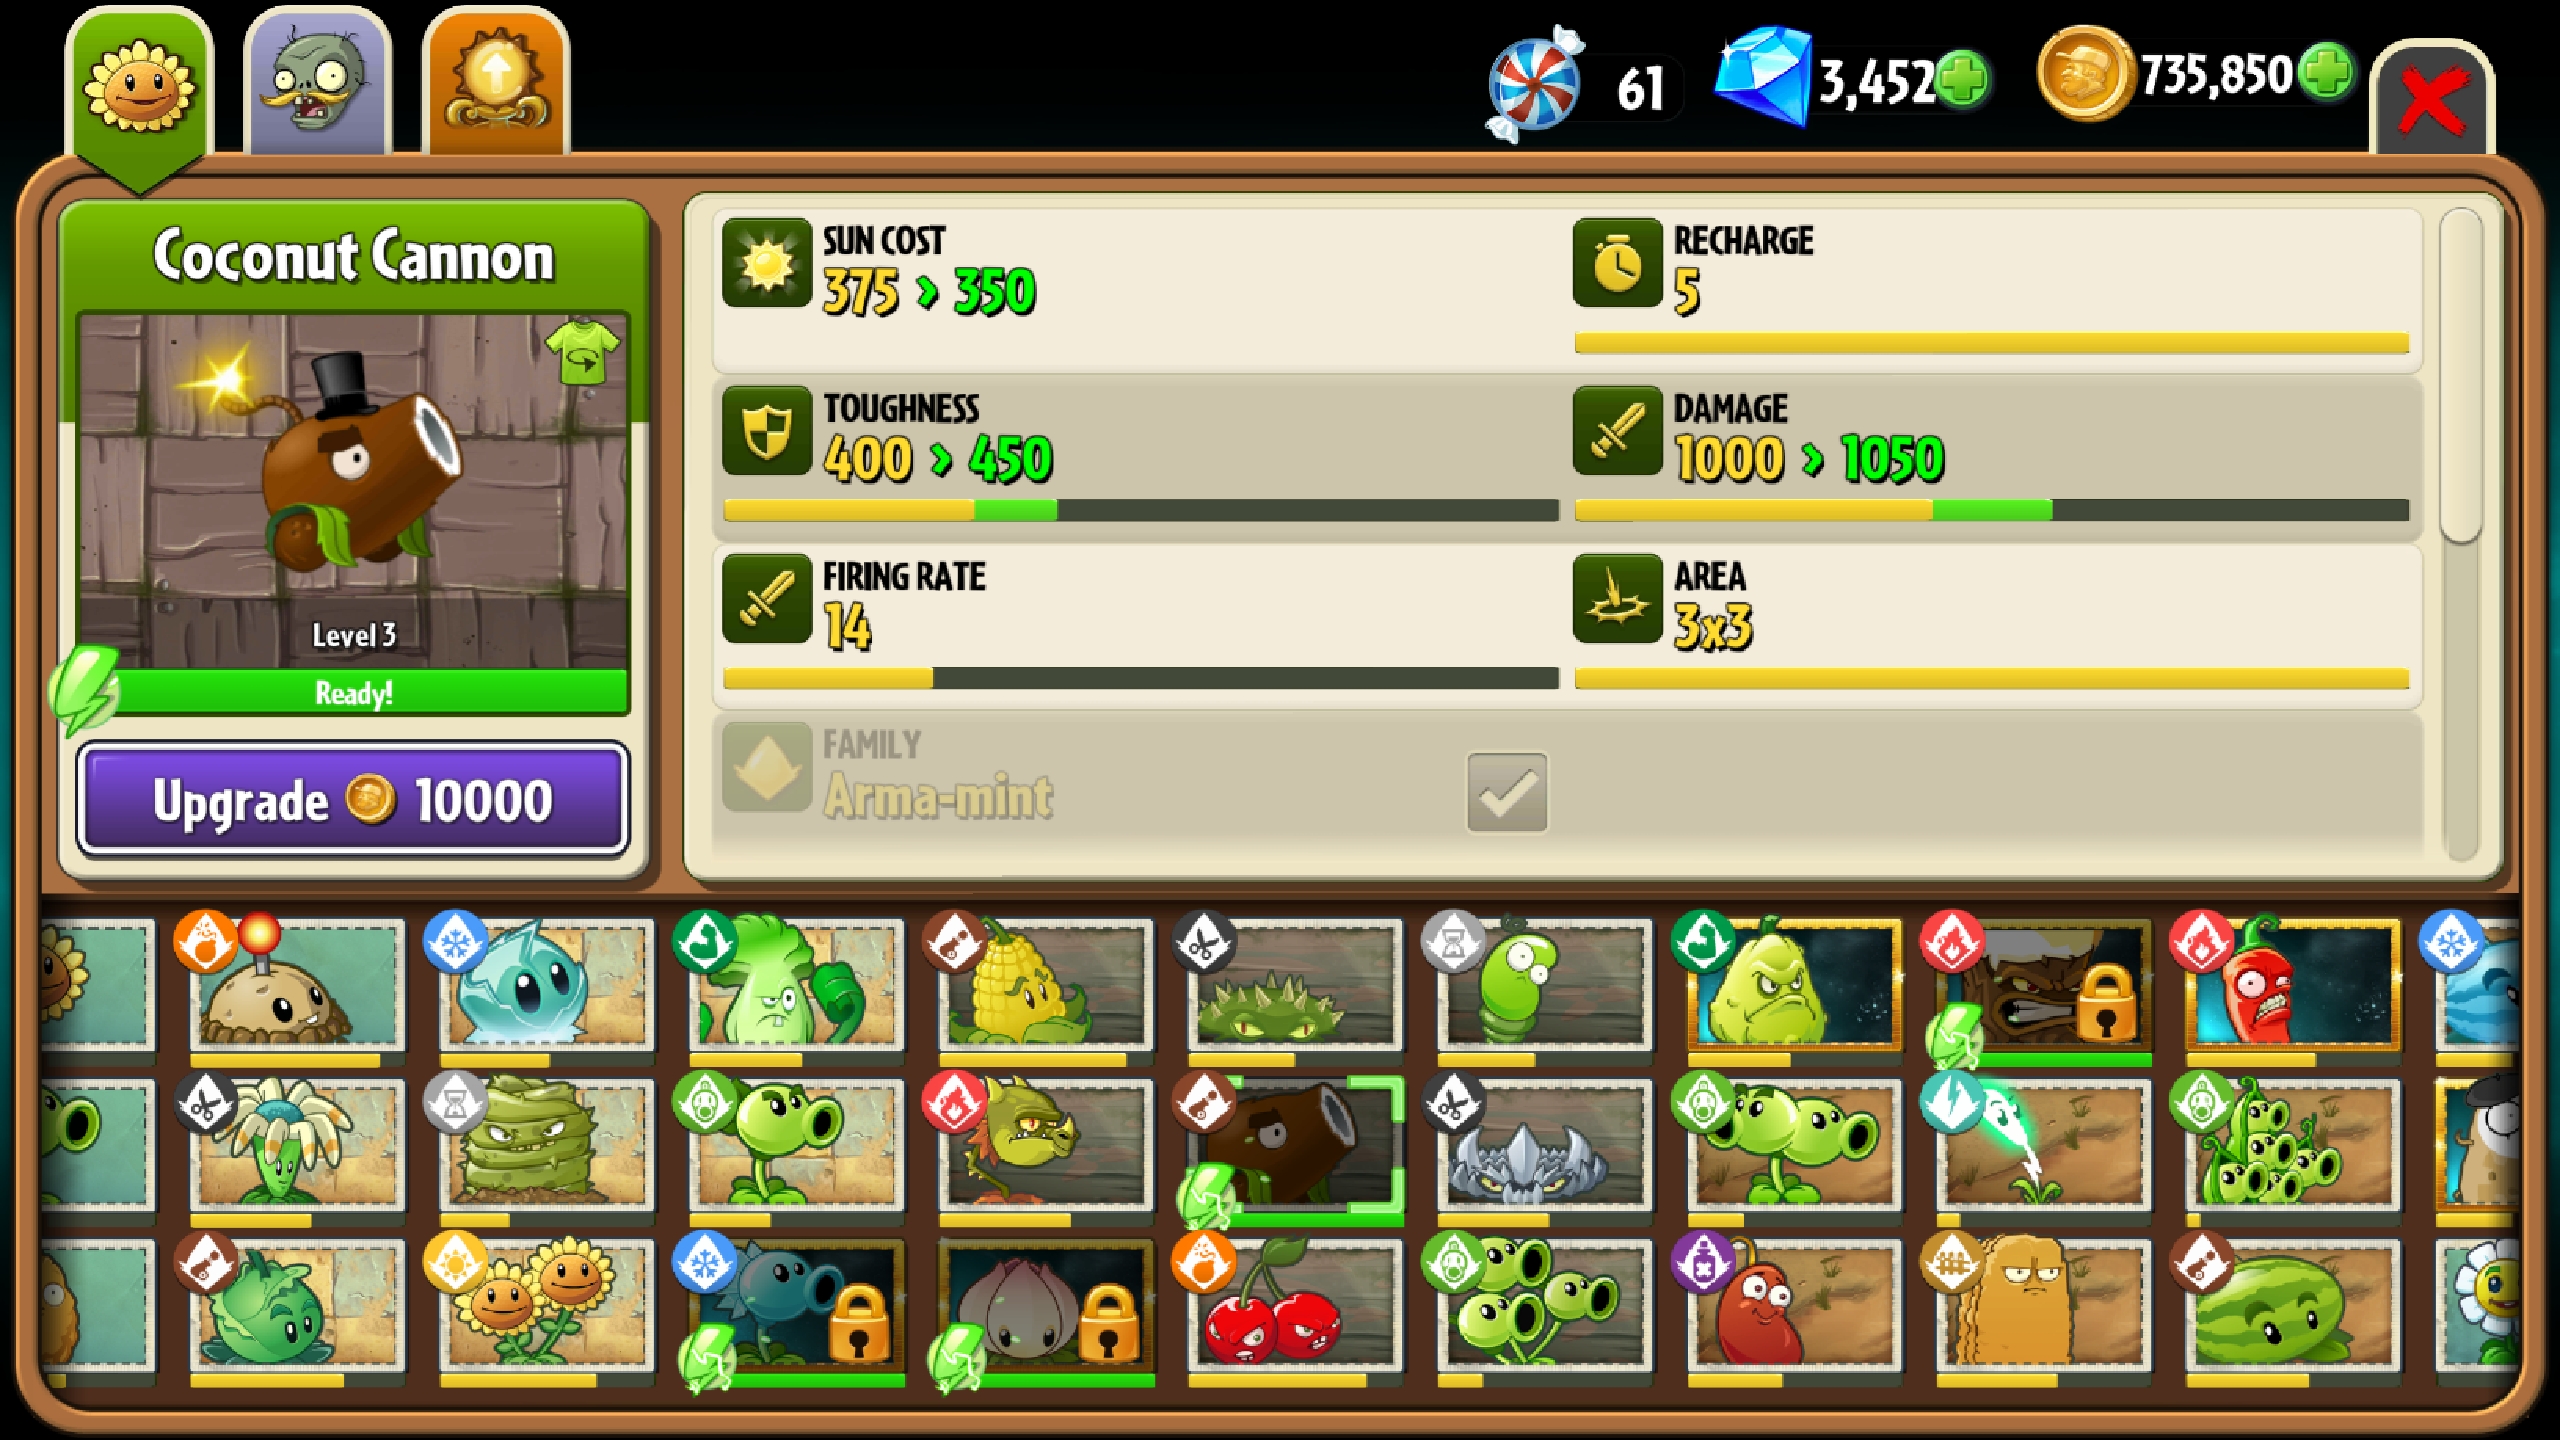 61
3,452
735,850
Coconut Cannon
Level 3
Ready!
Upgrade 10000
SUN COST
375 > 350
RECHARGE
5
TOUGHNESS
400 > 450
DAMAGE
1000 > 1050
FIRING RATE
14
AREA
3x3
FAMILY
Arma-mint